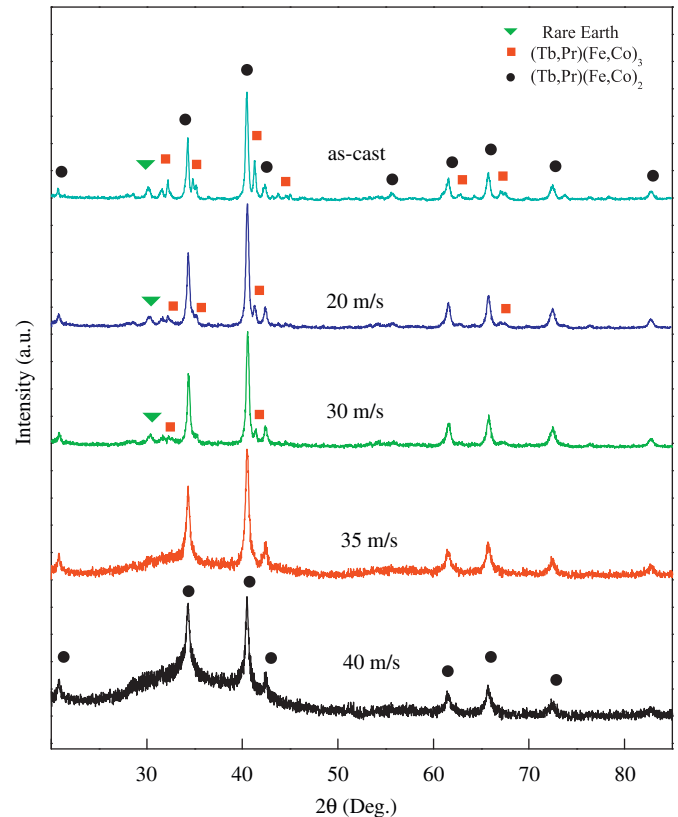 Rare Earth
(Tb,Pr)(Fe,Co)₃
(Tb,Pr)(Fe,Co)₂
as-cast
20 m/s
30 m/s
35 m/s
40 m/s
Intensity (a.u.)
30 40 50 60 70 80
2θ (Deg.)